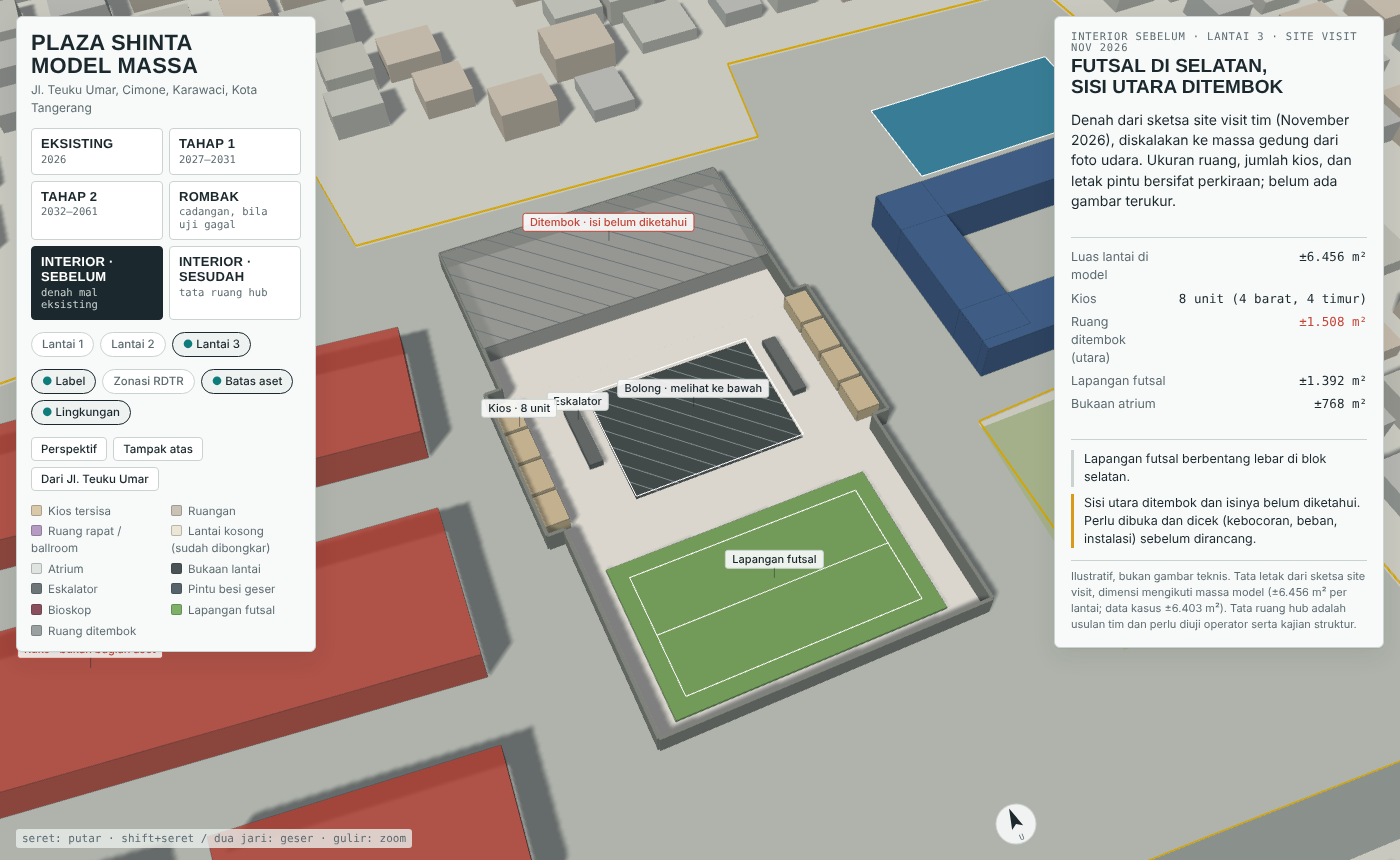 PLAZA SHINTA
MODEL MASSA
Jl. Teuku Umar, Cimone, Karawaci, Kota
Tangerang
EKSISTING
2026
TAHAP 1
2027–2031
TAHAP 2
2032–2061
ROMBAK
cadangan, bila
uji gagal
INTERIOR ·
SEBELUM
denah mal
eksisting
INTERIOR ·
SESUDAH
tata ruang hub
Lantai 1
Lantai 2
Lantai 3
Label
Zonasi RDTR
Batas aset
Lingkungan
Perspektif
Tampak atas
Dari Jl. Teuku Umar
Kios tersisa
Ruangan
Ruang rapat /
ballroom
Lantai kosong
(sudah dibongkar)
Atrium
Bukaan lantai
Eskalator
Pintu besi geser
Bioskop
Lapangan futsal
Ruang ditembok
seret: putar · shift+seret / dua jari: geser · gulir: zoom
Ditembok · isi belum diketahui
Bolong · melihat ke bawah
Eskalator
Kios · 8 unit
Lapangan futsal
U
INTERIOR SEBELUM · LANTAI 3 · SITE VISIT
NOV 2026
FUTSAL DI SELATAN,
SISI UTARA DITEMBOK
Denah dari sketsa site visit tim (November
2026), diskalakan ke massa gedung dari
foto udara. Ukuran ruang, jumlah kios, dan
letak pintu bersifat perkiraan; belum ada
gambar terukur.
Luas lantai di
model
±6.456 m²
Kios
8 unit (4 barat, 4 timur)
Ruang
ditembok
(utara)
±1.508 m²
Lapangan futsal
±1.392 m²
Bukaan atrium
±768 m²
Lapangan futsal berbentang lebar di blok
selatan.
Sisi utara ditembok dan isinya belum diketahui.
Perlu dibuka dan dicek (kebocoran, beban,
instalasi) sebelum dirancang.
Ilustratif, bukan gambar teknis. Tata letak dari sketsa site
visit, dimensi mengikuti massa model (±6.456 m² per
lantai; data kasus ±6.403 m²). Tata ruang hub adalah
usulan tim dan perlu diuji operator serta kajian struktur.